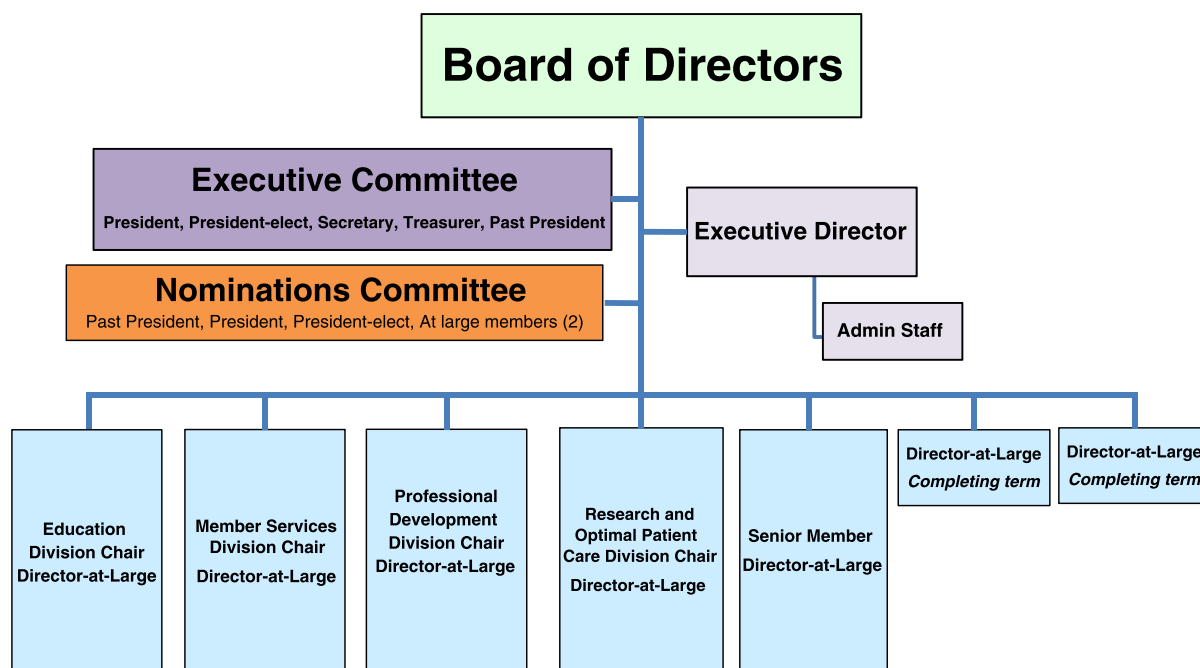 Board of Directors
Executive Committee
President, President-elect, Secretary, Treasurer, Past President
Executive Director
Nominations Committee
Past President, President, President-elect, At large members (2)
Admin Staff
Education
Division Chair
Director-at-Large
Member Services
Division Chair
Director-at-Large
Professional
Development
Division Chair
Director-at-Large
Research and
Optimal Patient
Care Division Chair
Director-at-Large
Senior Member
Director-at-Large
Director-at-Large
Completing term
Director-at-Large
Completing term